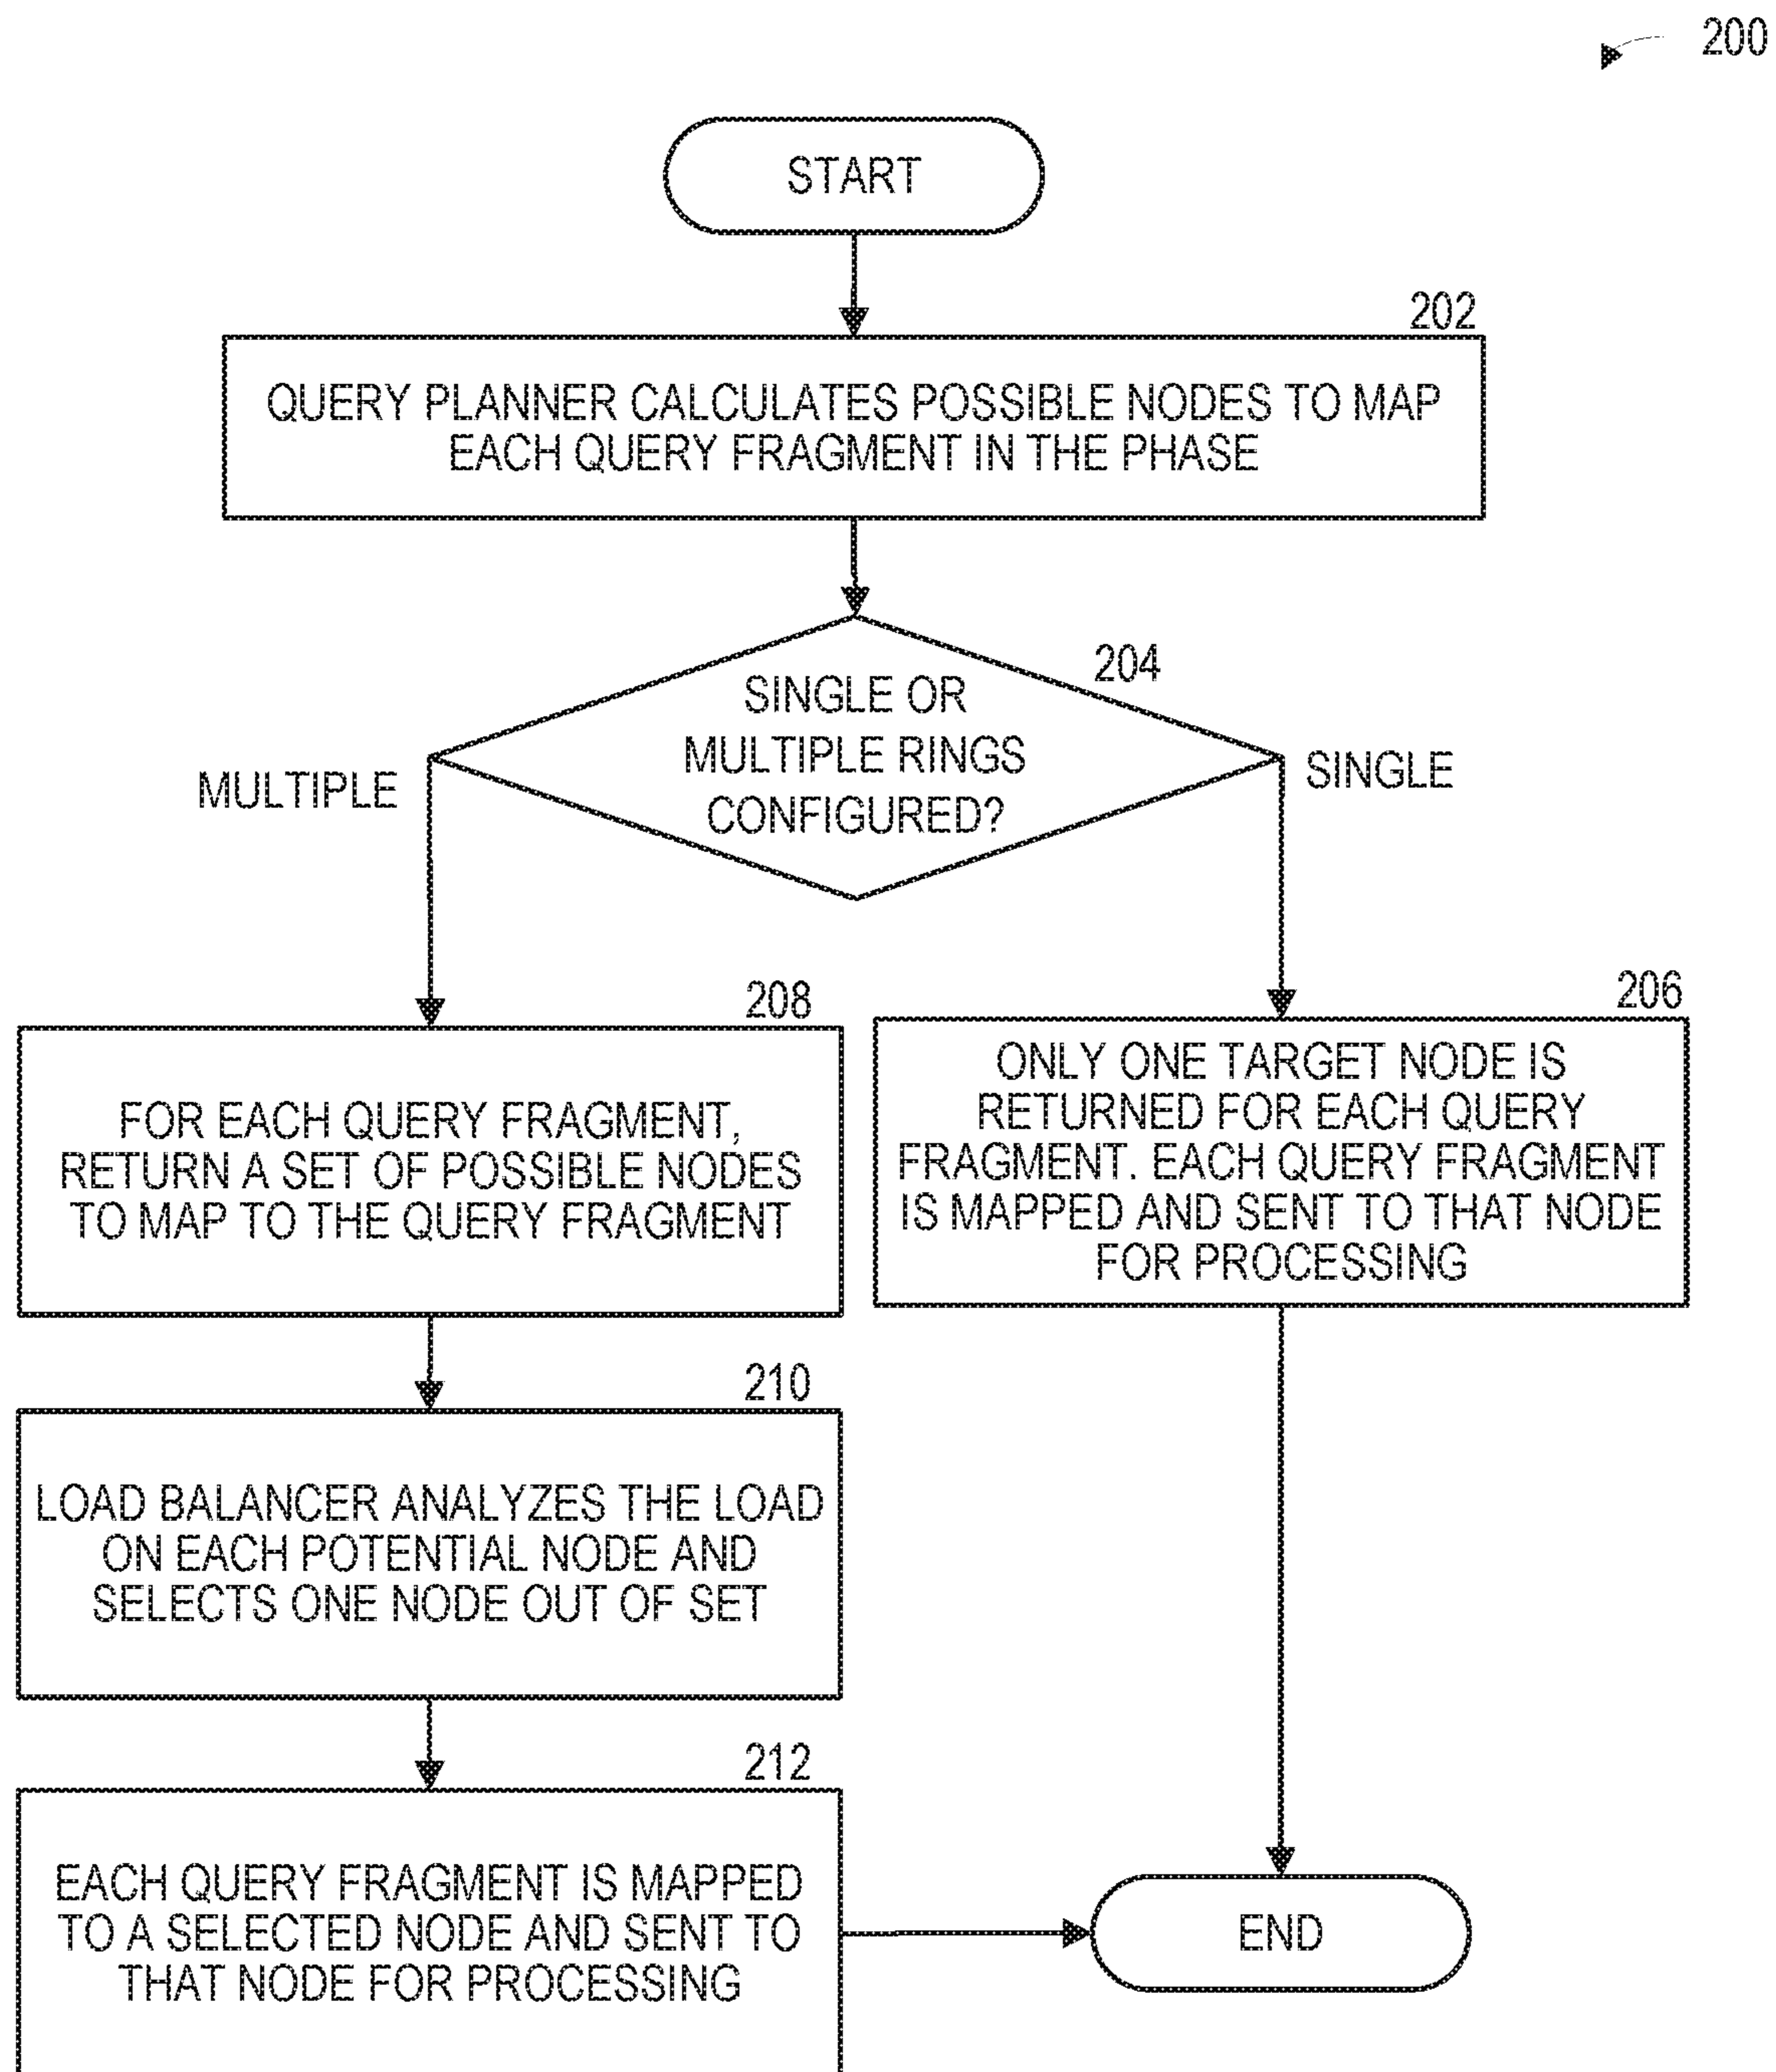 200
START
202
QUERY PLANNER CALCULATES POSSIBLE NODES TO MAP
EACH QUERY FRAGMENT IN THE PHASE
204
SINGLE OR
MULTIPLE RINGS
CONFIGURED?
MULTIPLE
SINGLE
208
FOR EACH QUERY FRAGMENT,
RETURN A SET OF POSSIBLE NODES
TO MAP TO THE QUERY FRAGMENT
206
ONLY ONE TARGET NODE IS
RETURNED FOR EACH QUERY
FRAGMENT. EACH QUERY FRAGMENT
IS MAPPED AND SENT TO THAT NODE
FOR PROCESSING
210
LOAD BALANCER ANALYZES THE LOAD
ON EACH POTENTIAL NODE AND
SELECTS ONE NODE OUT OF SET
212
EACH QUERY FRAGMENT IS MAPPED
TO A SELECTED NODE AND SENT TO
THAT NODE FOR PROCESSING
END